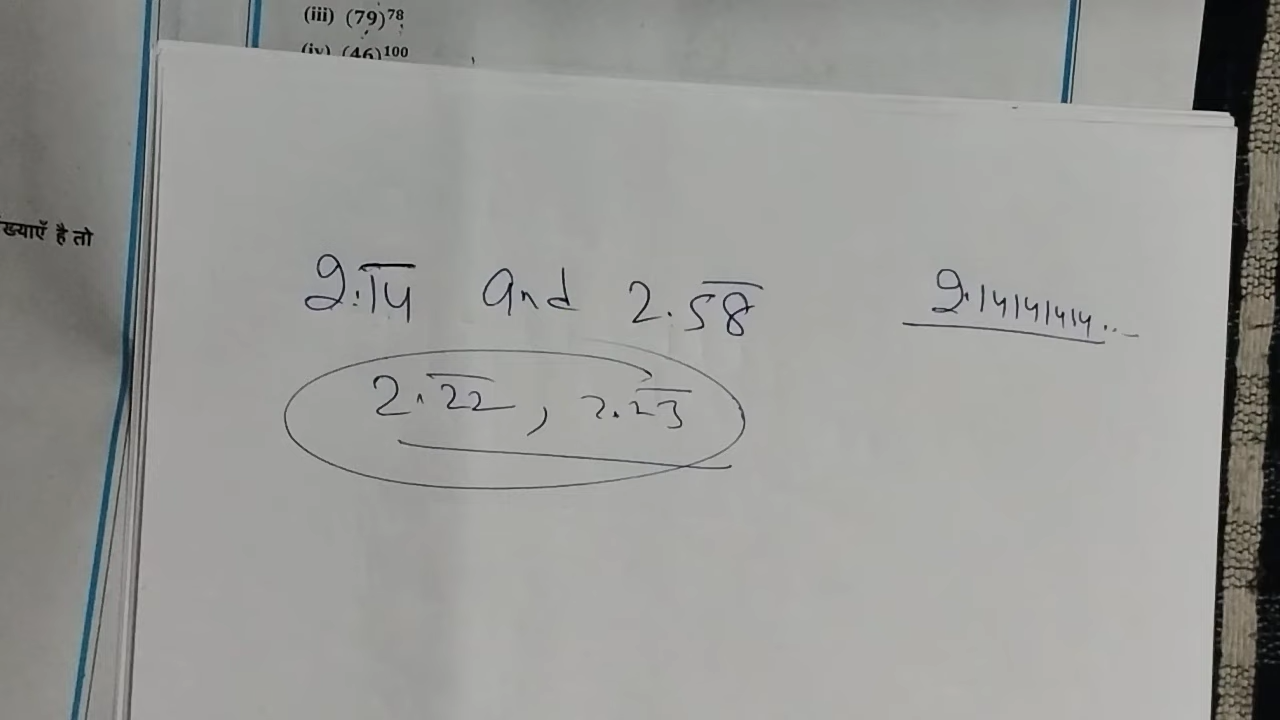 (iii) (79)⁷⁸
(iv) (46)¹⁰⁰
है तो
2.1̅4̅ and 2.5̅8̅
2.14141414...
2.2̅2̅, 2.2̅3̅